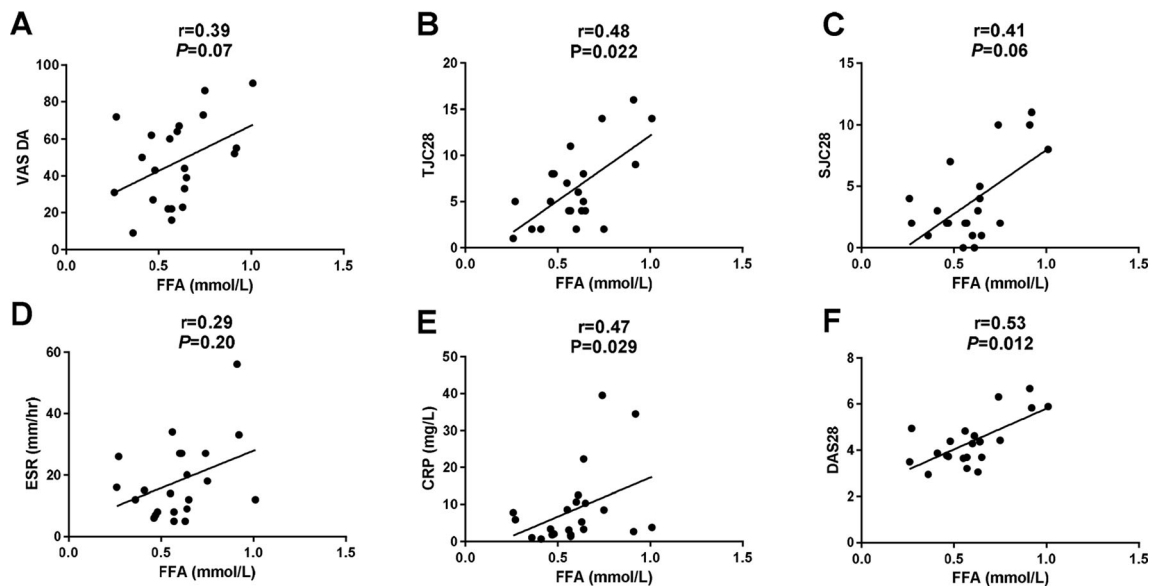 A
r=0.39
P=0.07
VAS DA
100
80
60
40
20
0
0.0 0.5 1.0 1.5
FFA (mmol/L)
B
r=0.48
P=0.022
TJC28
20
15
10
5
0
0.0 0.5 1.0 1.5
FFA (mmol/L)
C
r=0.41
P=0.06
SJC28
15
10
5
0
0.0 0.5 1.0 1.5
FFA (mmol/L)
D
r=0.29
P=0.20
ESR (mm/hr)
60
40
20
0
0.0 0.5 1.0 1.5
FFA (mmol/L)
E
r=0.47
P=0.029
CRP (mg/L)
50
40
30
20
10
0
0.0 0.5 1.0 1.5
FFA (mmol/L)
F
r=0.53
P=0.012
DAS28
8
6
4
2
0
0.0 0.5 1.0 1.5
FFA (mmol/L)